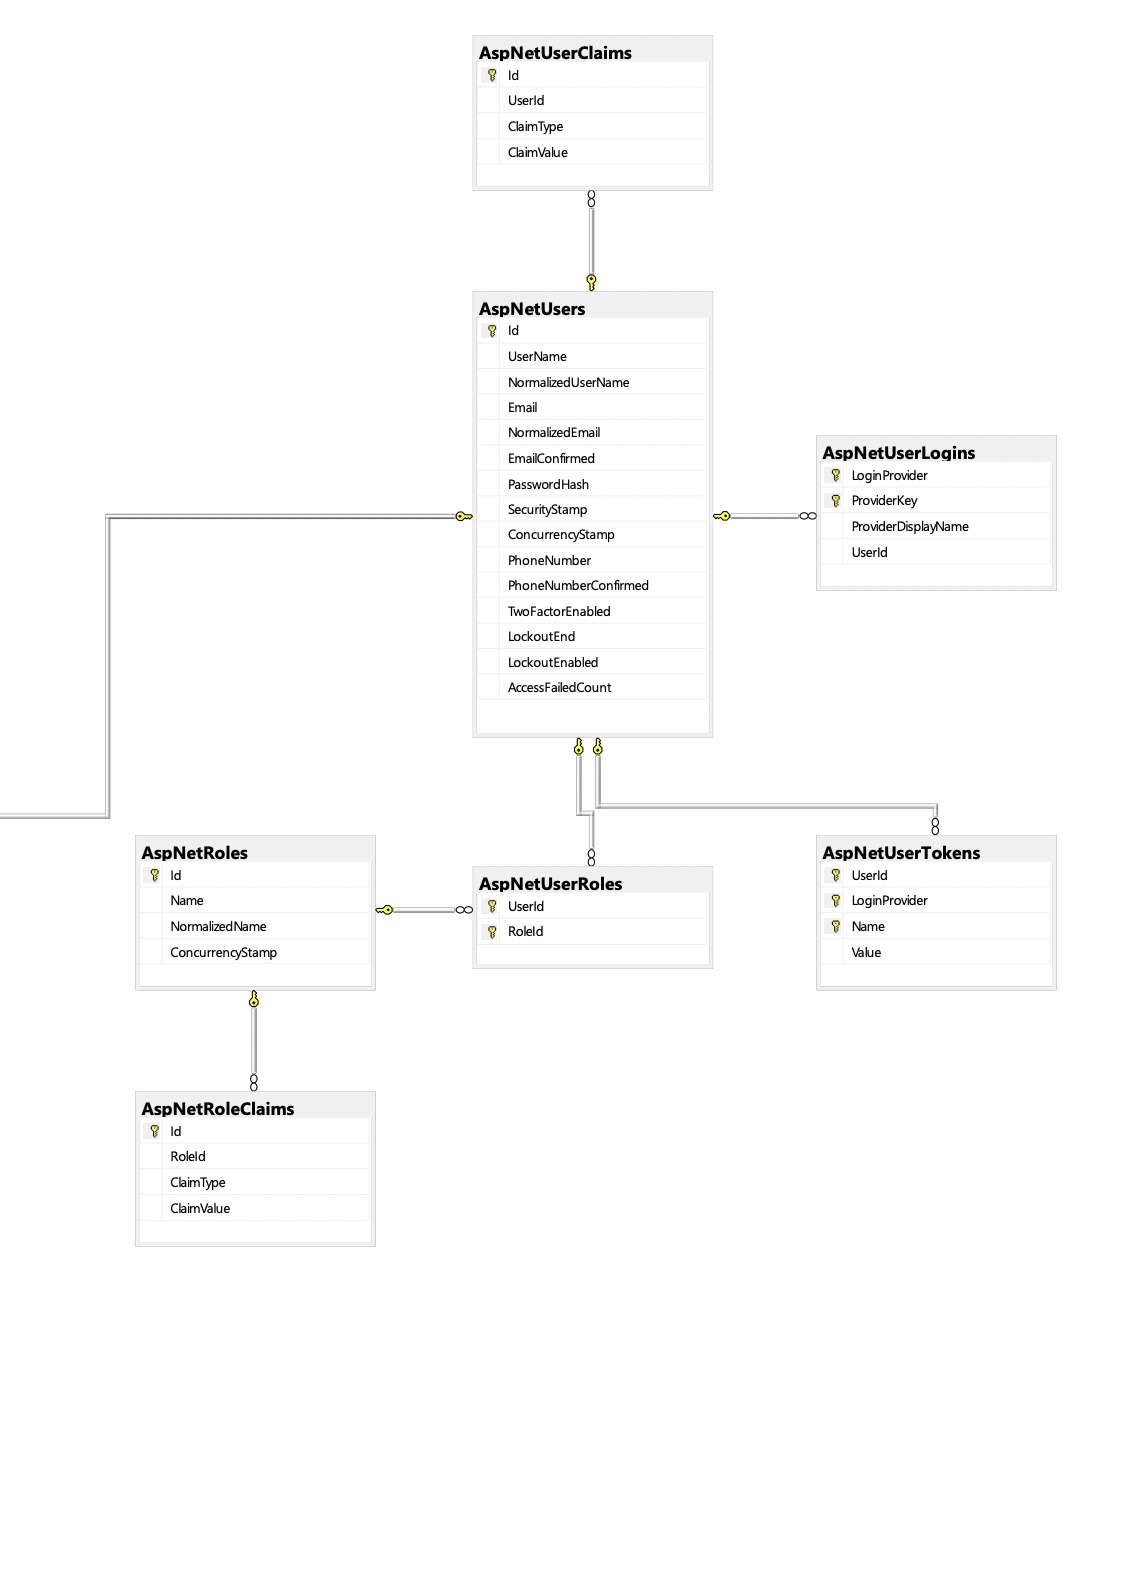 AspNetUserClaims
Id
UserId
ClaimType
ClaimValue
AspNetUsers
Id
UserName
NormalizedUserName
Email
NormalizedEmail
EmailConfirmed
PasswordHash
SecurityStamp
ConcurrencyStamp
PhoneNumber
PhoneNumberConfirmed
TwoFactorEnabled
LockoutEnd
LockoutEnabled
AccessFailedCount
AspNetUserLogins
LoginProvider
ProviderKey
ProviderDisplayName
UserId
AspNetRoles
Id
Name
NormalizedName
ConcurrencyStamp
AspNetUserRoles
UserId
RoleId
AspNetUserTokens
UserId
LoginProvider
Name
Value
AspNetRoleClaims
Id
RoleId
ClaimType
ClaimValue